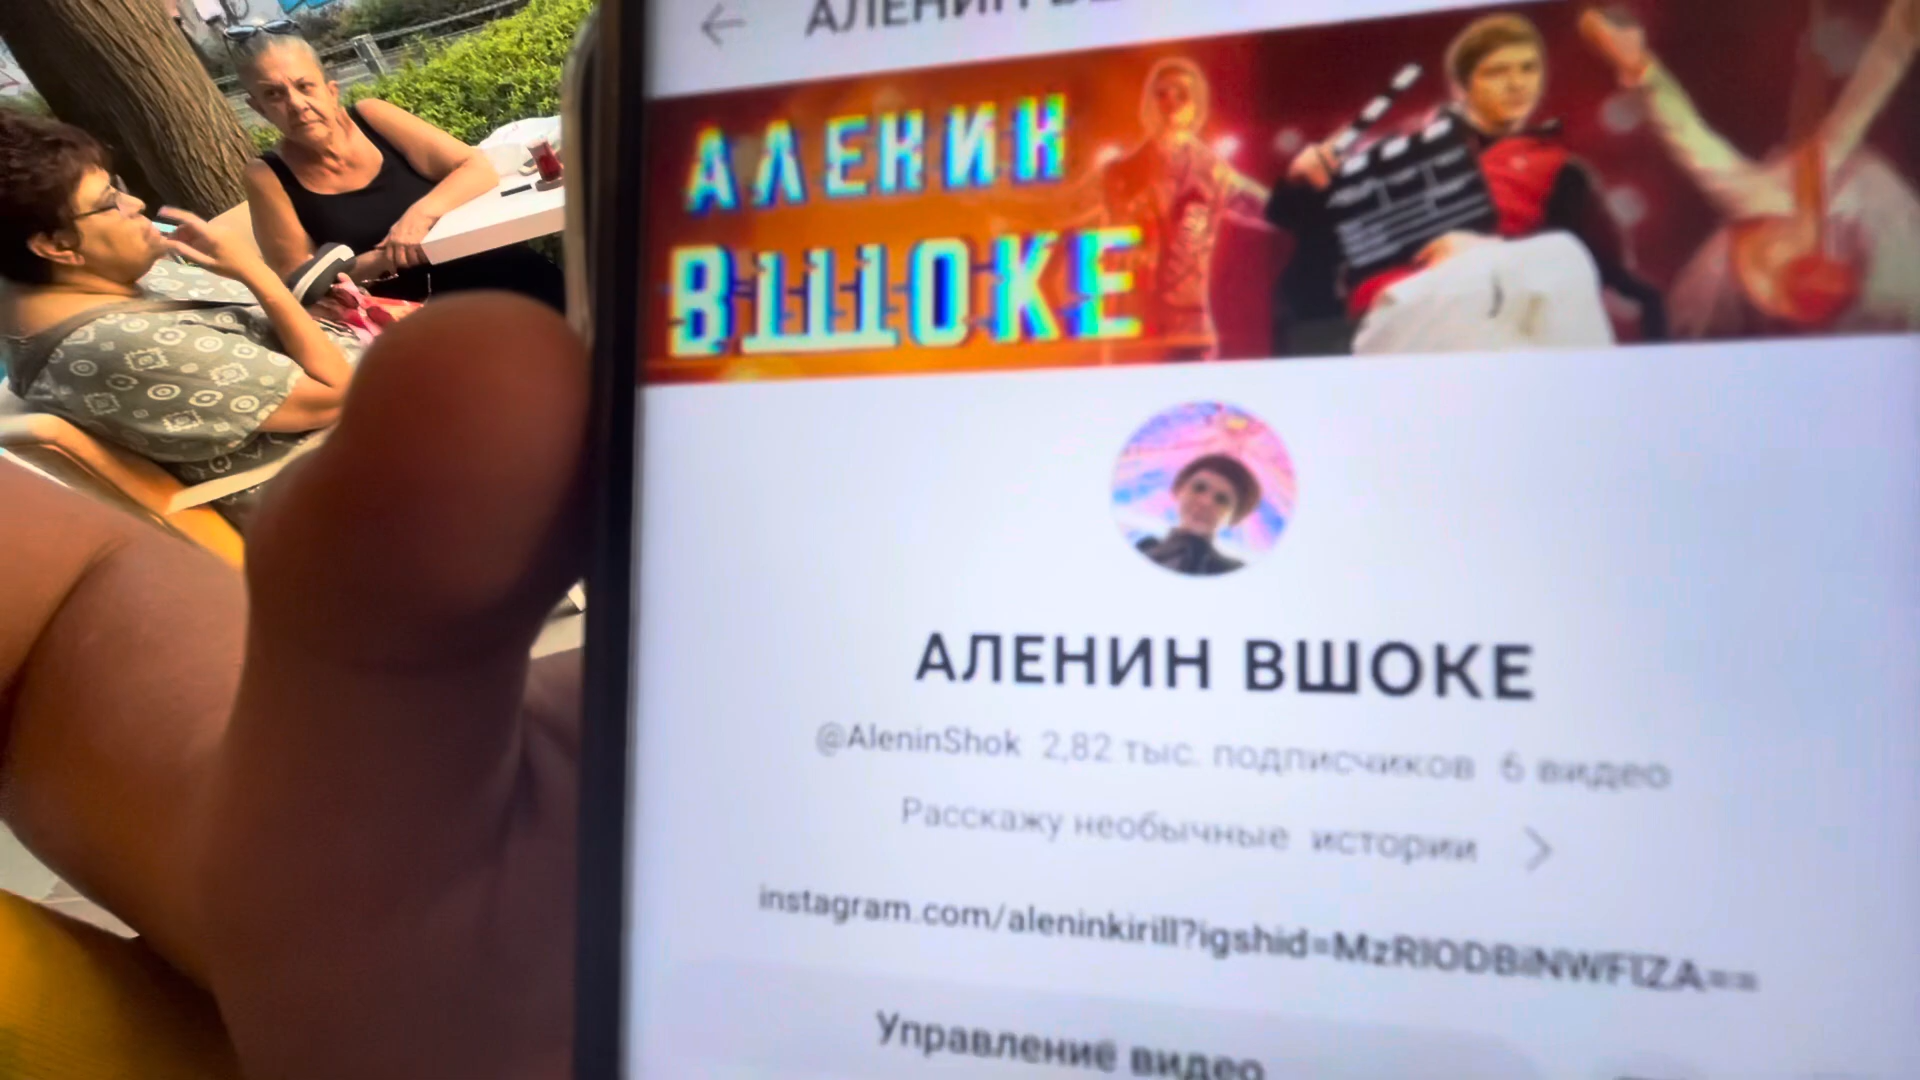 АЛЕНИН
АЛЕНИН
ВШОКЕ
АЛЕНИН ВШОКЕ
@AleninShok 2,82 тыс. подписчиков 6 видео
Расскажу необычные истории
instagram.com/aleninkirill?igshid=MzRlODBiNWFlZA==
Управление видео